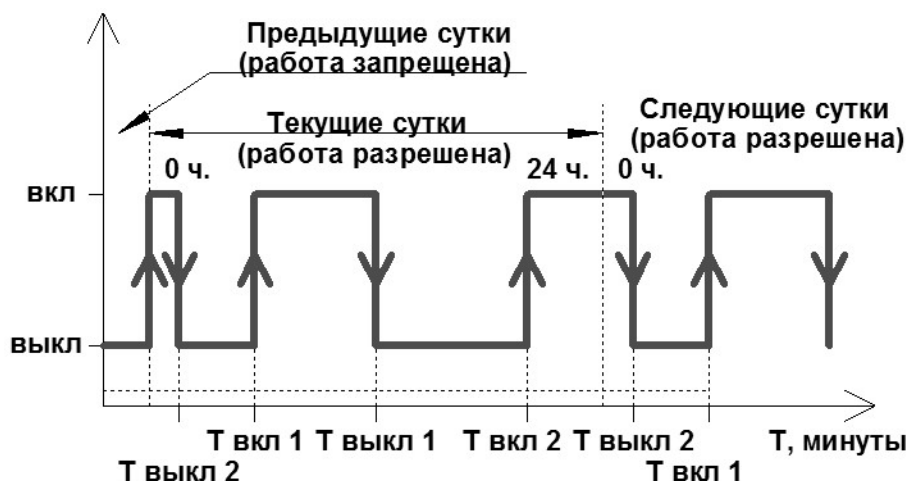 Предыдущие сутки
(работа запрещена)
Текущие сутки
(работа разрешена)
Следующие сутки
(работа разрешена)
0 ч.
24 ч.
0 ч.
ВКЛ
ВЫКЛ
Т вкл 1
Т выкл 1
Т вкл 2
Т выкл 2
Т, минуты
Т выкл 2
Т вкл 1